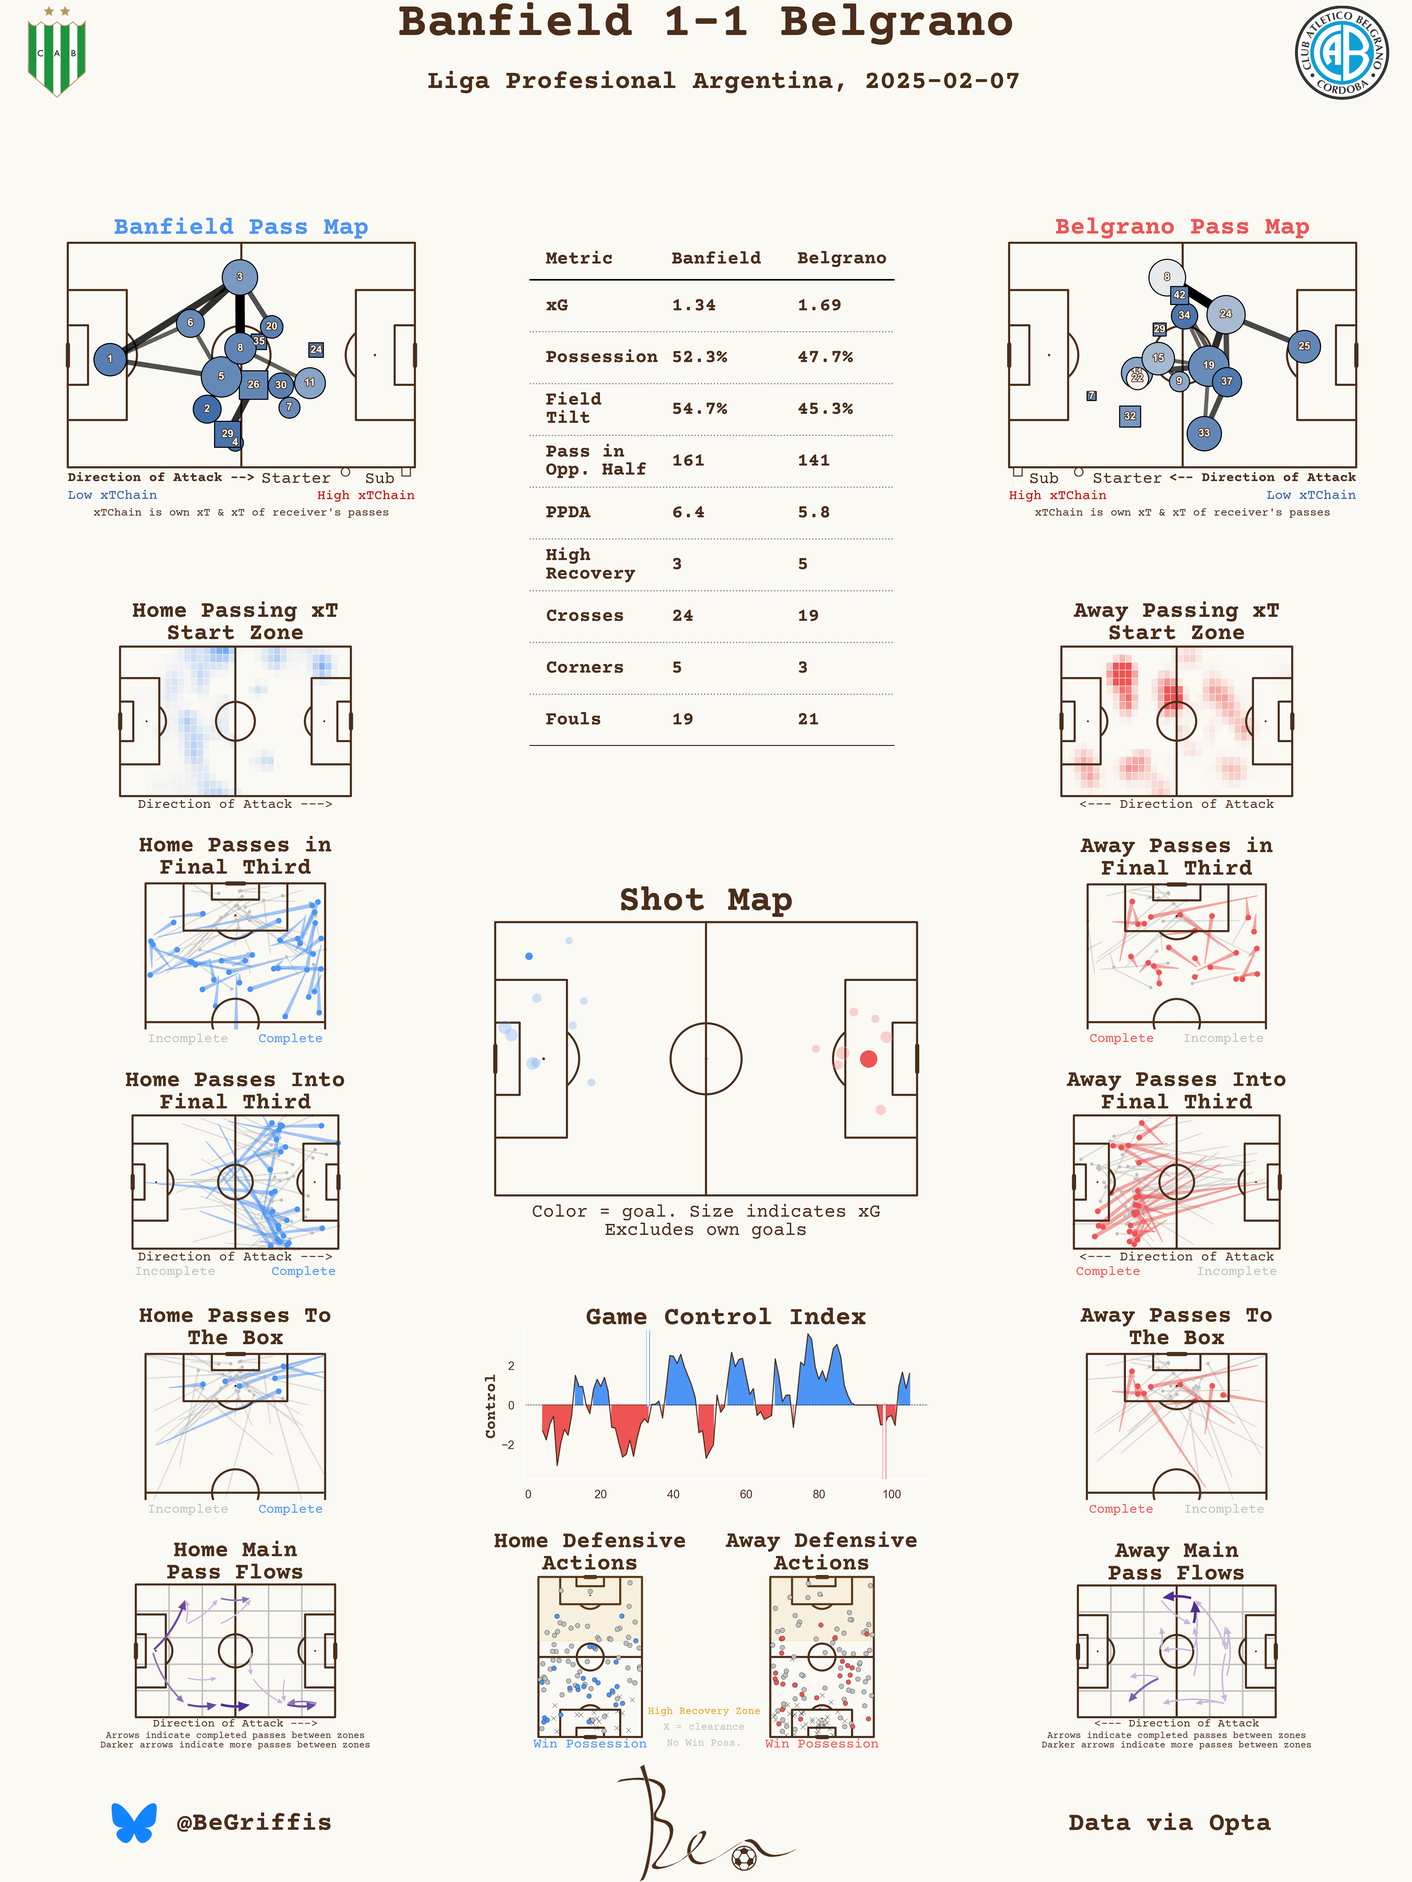 Banfield 1-1 Belgrano
Liga Profesional Argentina, 2025-02-07
C A B
CLUB ATLETICO BELGRANO
CORDOBA
CAB
Banfield Pass Map
3
6
20
35
8
24
1
5
26
30
11
2
7
29
4
Direction of Attack --> Starter Sub
Low xTChain High xTChain
xTChain is own xT & xT of receiver's passes
Metric Banfield Belgrano
xG 1.34 1.69
Possession 52.3% 47.7%
Field
Tilt 54.7% 45.3%
Pass in
Opp. Half 161 141
PPDA 6.4 5.8
High
Recovery 3 5
Crosses 24 19
Corners 5 3
Fouls 19 21
Belgrano Pass Map
8
42
34
24
29
25
15
19
22
9
37
7
32
33
Sub Starter <-- Direction of Attack
High xTChain Low xTChain
xTChain is own xT & xT of receiver's passes
Home Passing xT
Start Zone
Direction of Attack --->
Away Passing xT
Start Zone
<--- Direction of Attack
Home Passes in
Final Third
Incomplete Complete
Away Passes in
Final Third
Complete Incomplete
Shot Map
Color = goal. Size indicates xG
Excludes own goals
Home Passes Into
Final Third
Direction of Attack --->
Incomplete Complete
Away Passes Into
Final Third
<--- Direction of Attack
Complete Incomplete
Home Passes To
The Box
Incomplete Complete
Game Control Index
Control
2
0
−2
0 20 40 60 80 100
Away Passes To
The Box
Complete Incomplete
Home Main
Pass Flows
Direction of Attack --->
Arrows indicate completed passes between zones
Darker arrows indicate more passes between zones
Home Defensive
Actions
Win Possession
High Recovery Zone
X = clearance
No Win Poss.
Away Defensive
Actions
Win Possession
Away Main
Pass Flows
<--- Direction of Attack
Arrows indicate completed passes between zones
Darker arrows indicate more passes between zones
@BeGriffis
Ben
Data via Opta